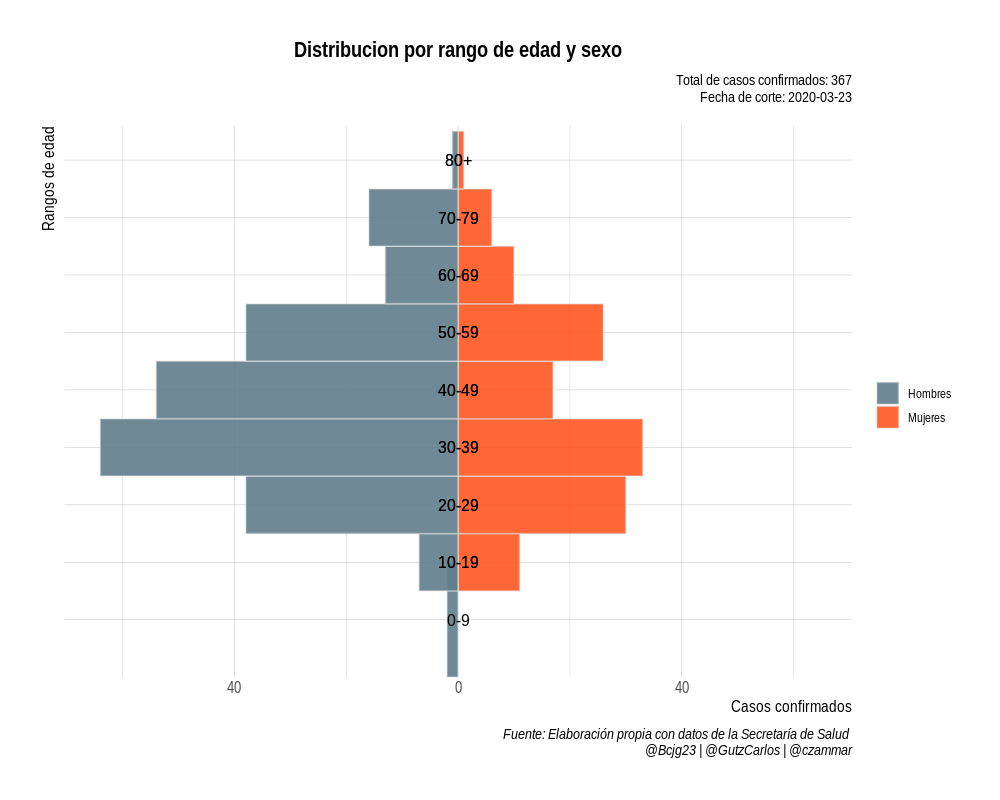 Distribucion por rango de edad y sexo
Total de casos confirmados: 367
Fecha de corte: 2020-03-23
Rangos de edad
80+
70-79
60-69
50-59
40-49
30-39
20-29
10-19
0-9
Hombres
Mujeres
40 0 40
Casos confirmados
Fuente: Elaboración propia con datos de la Secretaría de Salud
@Bcjg23 | @GutzCarlos | @czammar